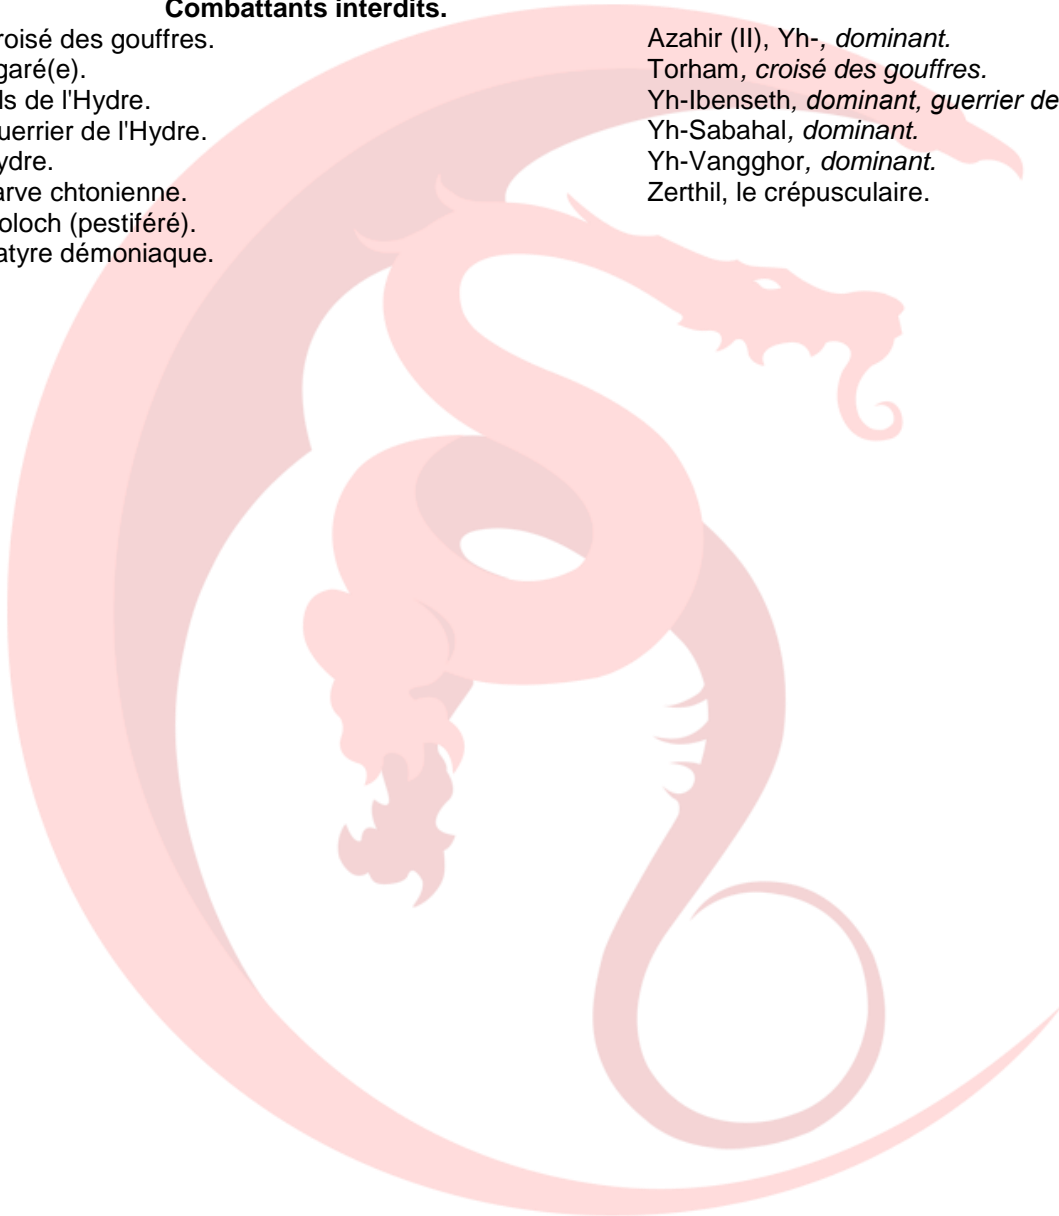 Combattants interdits.
roisé des gouffres.
garé(e).
ls de l'Hydre.
uerrier de l'Hydre.
ydre.
arve chtonienne.
oloch (pestiféré).
atyre démoniaque.
Azahir (II), Yh-, dominant.
Torham, croisé des gouffres.
Yh-Ibenseth, dominant, guerrier de
Yh-Sabahal, dominant.
Yh-Vangghor, dominant.
Zerthil, le crépusculaire.